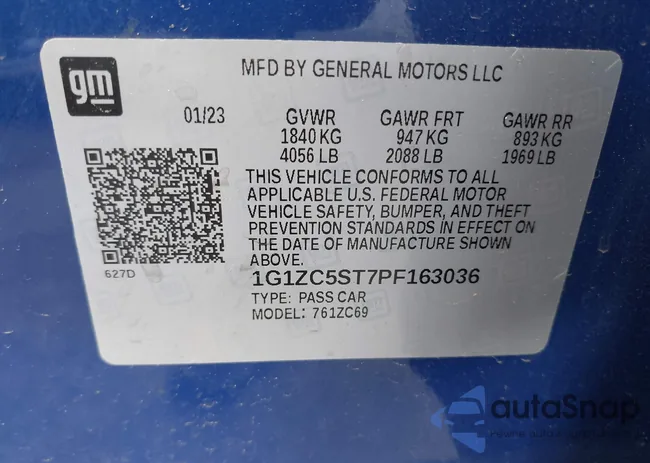 gm
MFD BY GENERAL MOTORS LLC
01/23 GVWR GAWR FRT GAWR RR
1840 KG 947 KG 893 KG
4056 LB 2088 LB 1969 LB
THIS VEHICLE CONFORMS TO ALL
APPLICABLE U.S. FEDERAL MOTOR
VEHICLE SAFETY, BUMPER, AND THEFT
PREVENTION STANDARDS IN EFFECT ON
THE DATE OF MANUFACTURE SHOWN
ABOVE.
627D
1G1ZC5ST7PF163036
TYPE: PASS CAR
MODEL: 761ZC69
autaSnap